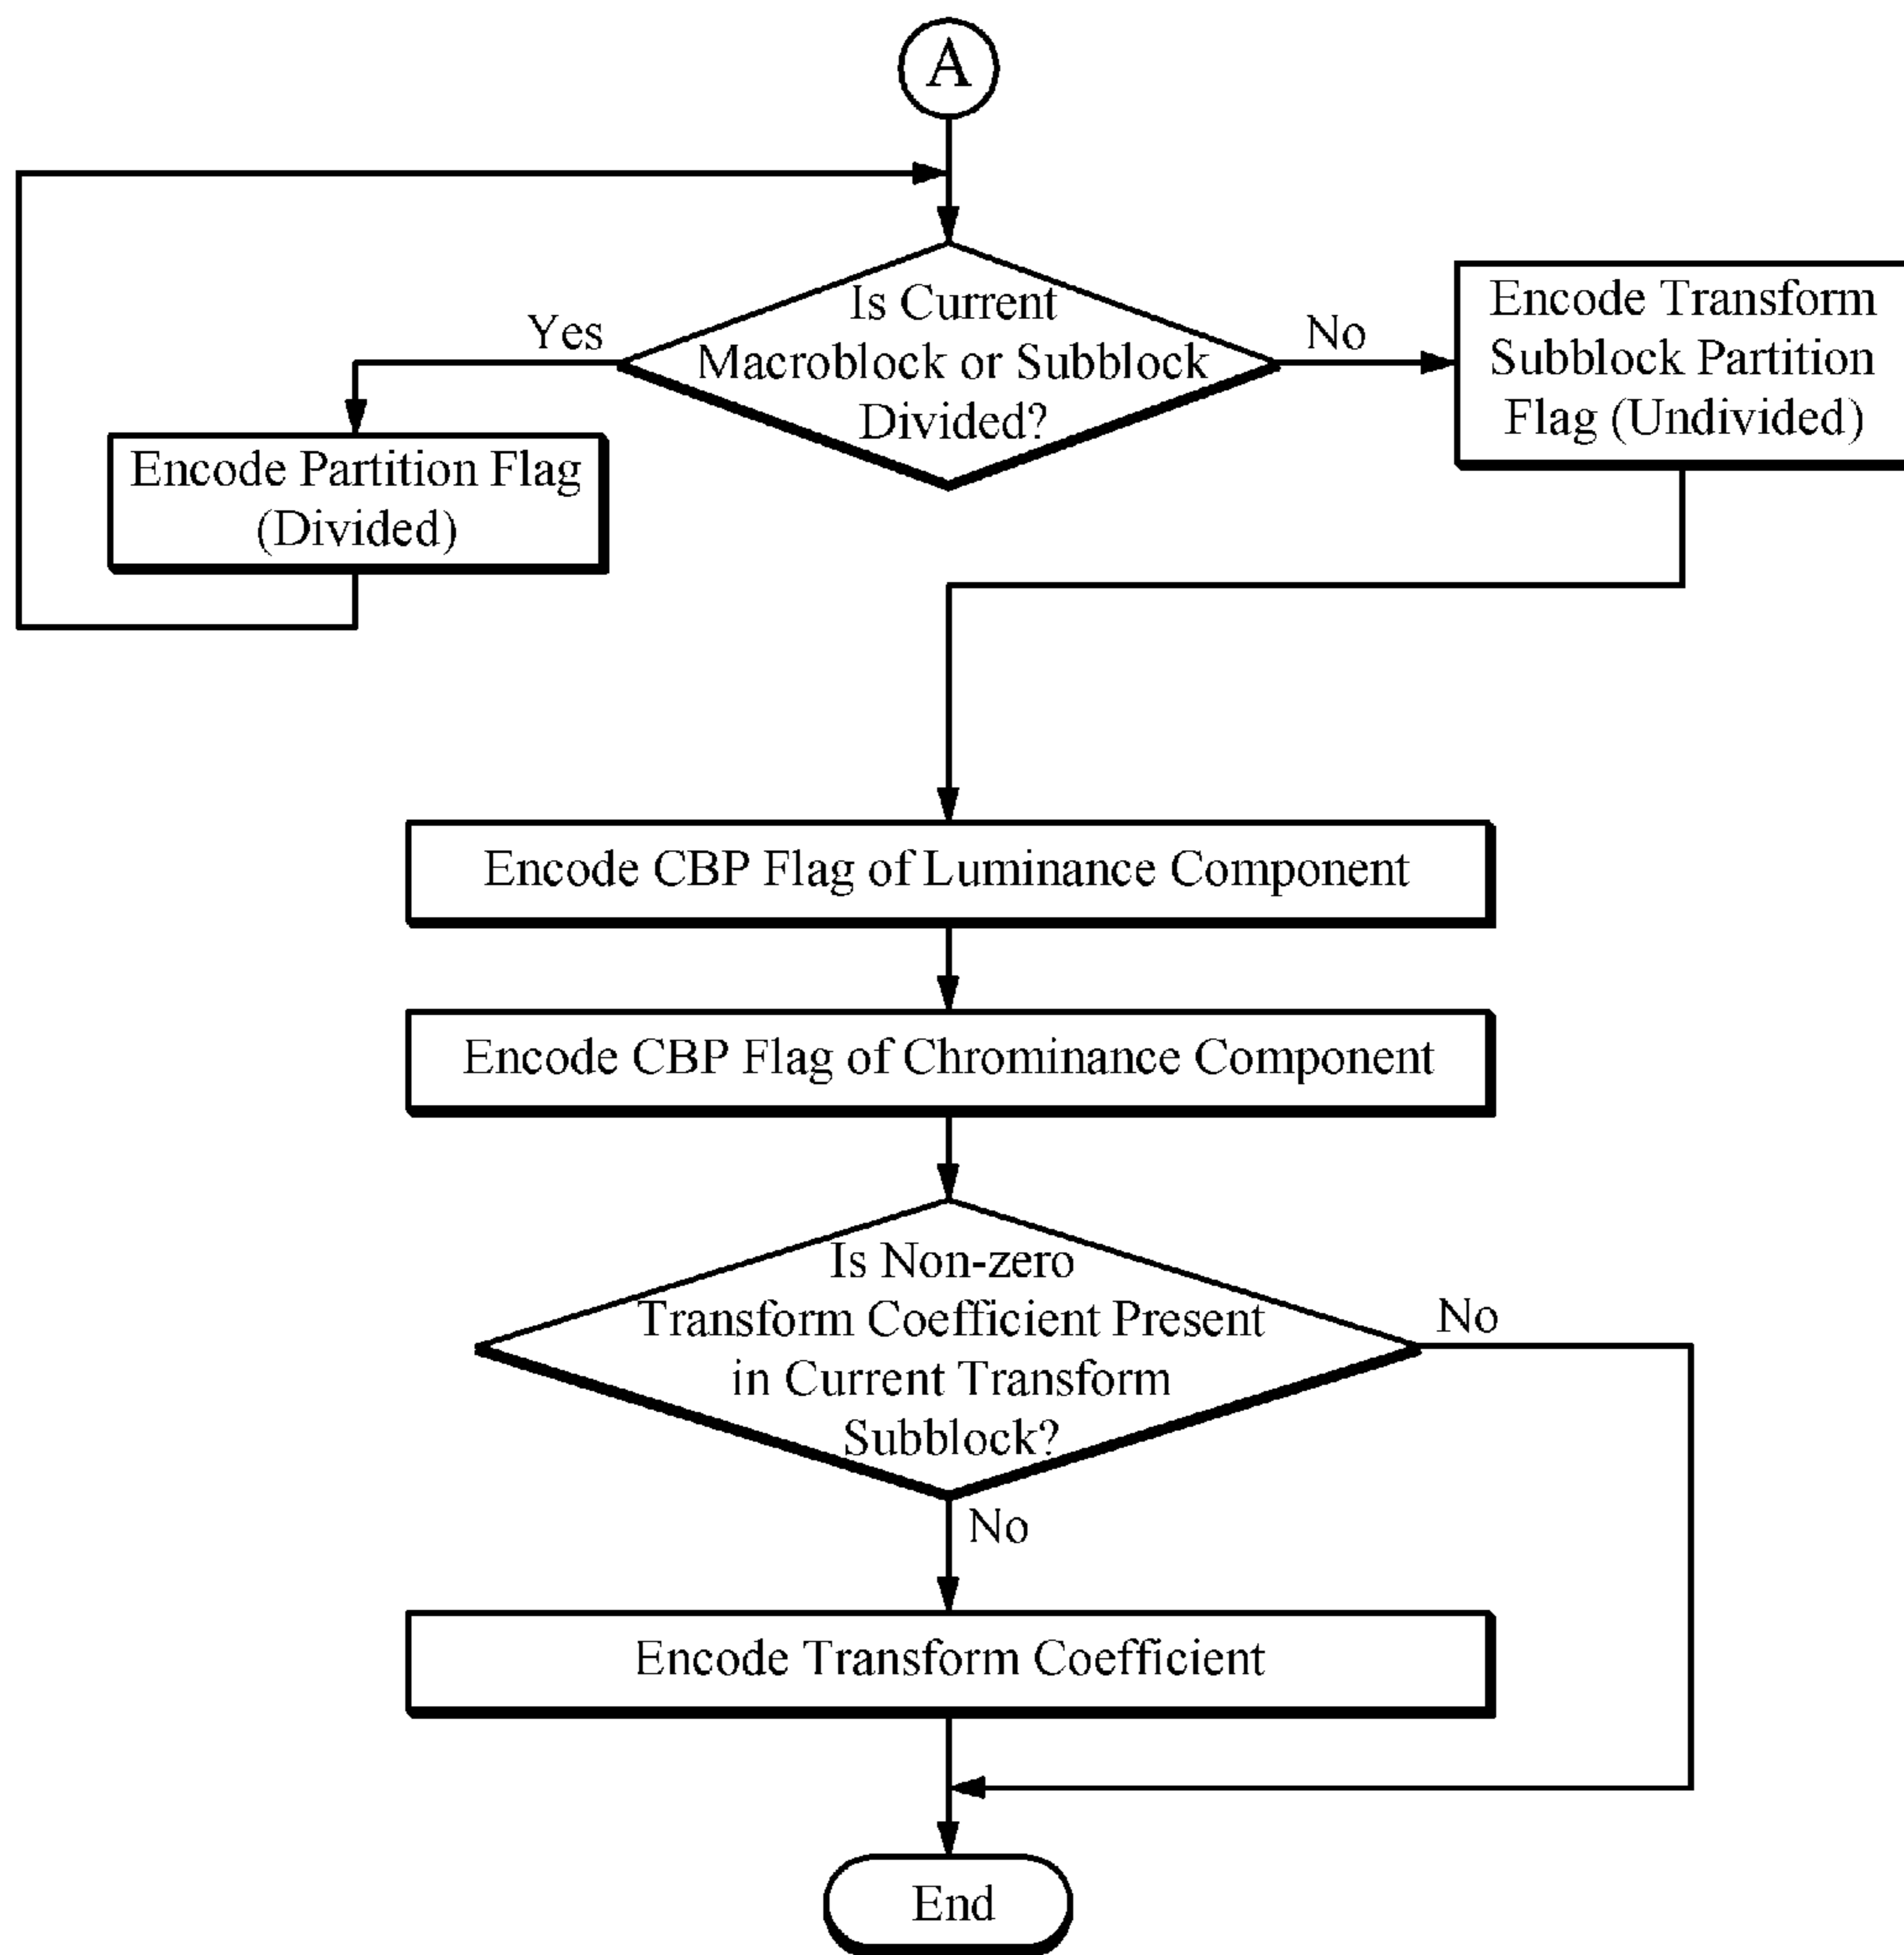 A
Is Current
Macroblock or Subblock
Divided?
Yes
No
Encode Transform
Subblock Partition
Flag (Undivided)
Encode Partition Flag
(Divided)
Encode CBP Flag of Luminance Component
Encode CBP Flag of Chrominance Component
Is Non-zero
Transform Coefficient Present
in Current Transform
Subblock?
No
No
Encode Transform Coefficient
End